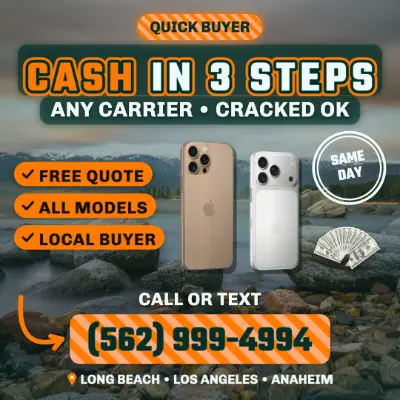 QUICK BUYER
CASH IN 3 STEPS
ANY CARRIER • CRACKED OK
✓ FREE QUOTE
✓ ALL MODELS
✓ LOCAL BUYER
SAME
DAY
CALL OR TEXT
(562) 999-4994
LONG BEACH • LOS ANGELES • ANAHEIM